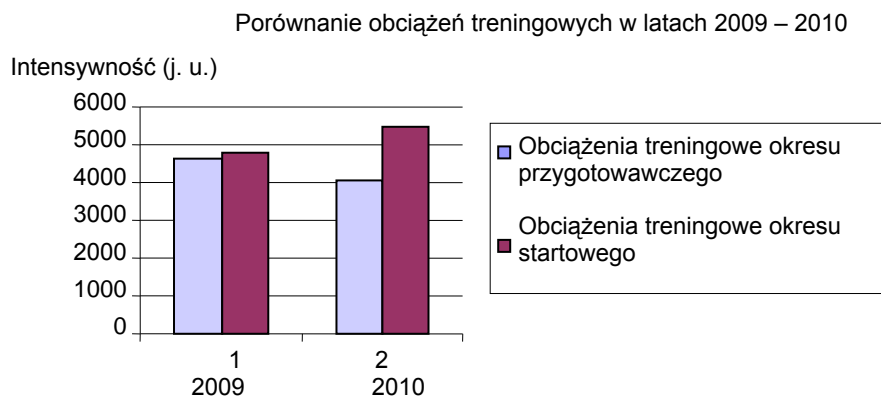 Porównanie obciążeń treningowych w latach 2009 – 2010
Intensywność (j. u.)
6000
5000
4000
3000
2000
1000
0
1 2
2009 2010
Obciążenia treningowe okresu
przygotowawczego
Obciążenia treningowe okresu
startowego